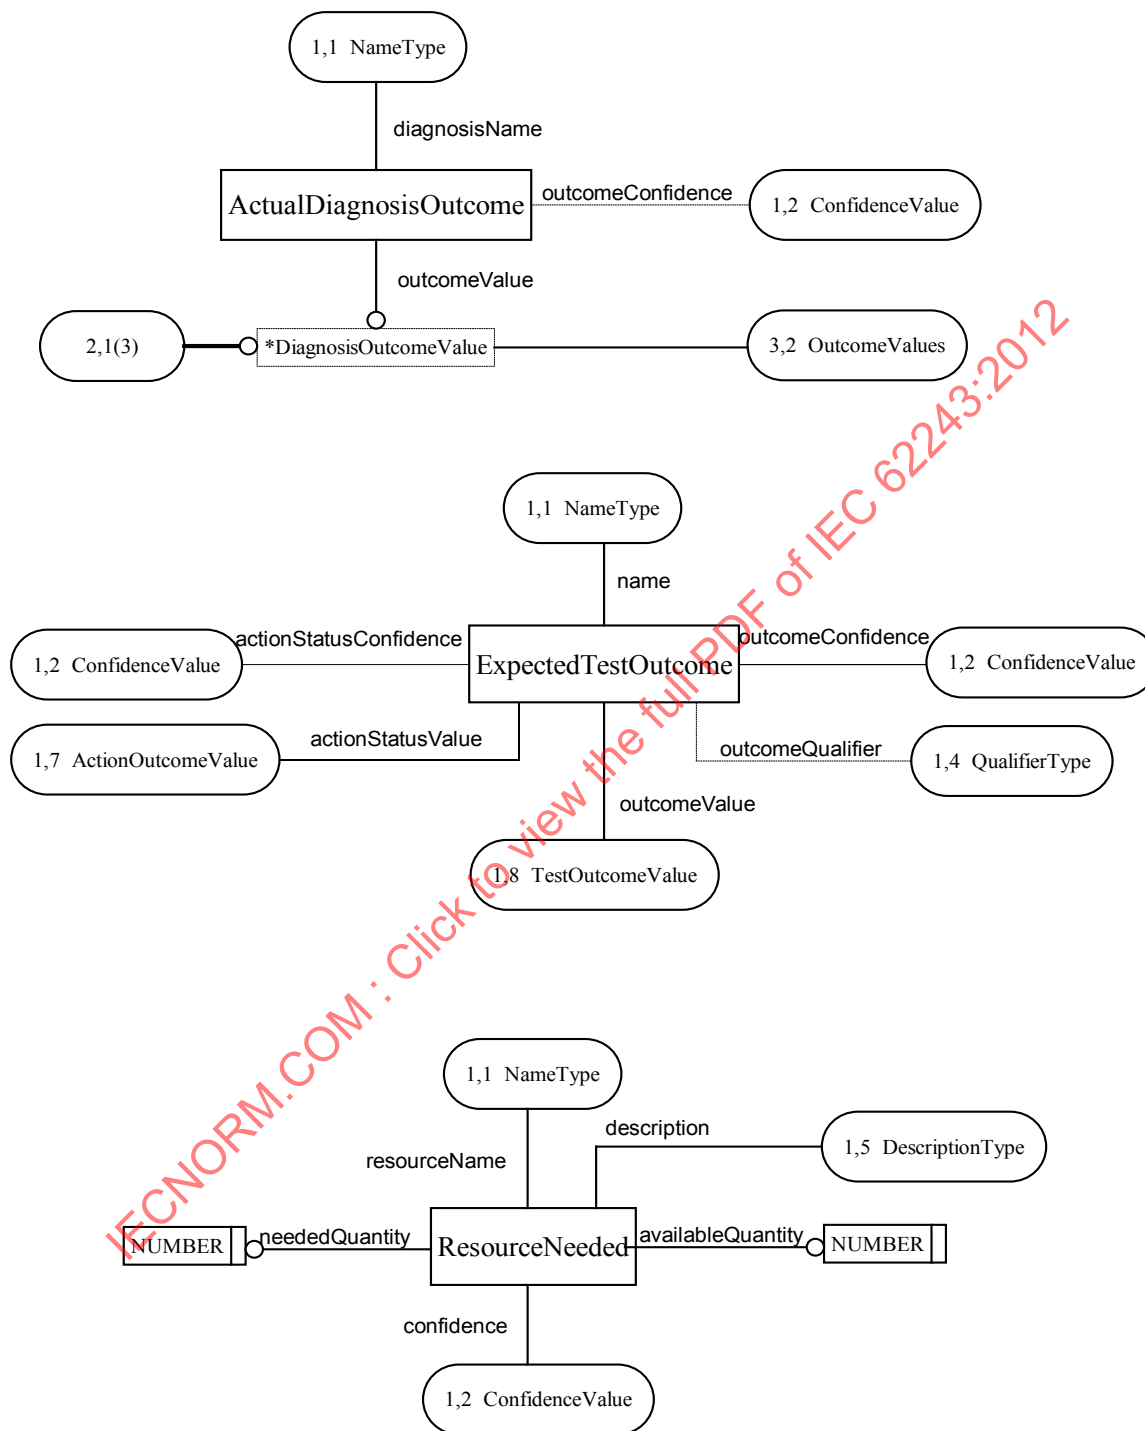 1,1 NameType
diagnosisName
ActualDiagnosisOutcome
outcomeConfidence
1,2 ConfidenceValue
outcomeValue
2,1(3)
*DiagnosisOutcomeValue
3,2 OutcomeValues
1,1 NameType
name
actionStatusConfidence
1,2 ConfidenceValue
ExpectedTestOutcome
outcomeConfidence
1,2 ConfidenceValue
actionStatusValue
1,7 ActionOutcomeValue
outcomeQualifier
1,4 QualifierType
outcomeValue
1,8 TestOutcomeValue
1,1 NameType
description
1,5 DescriptionType
resourceName
NUMBER
neededQuantity
ResourceNeeded
availableQuantity
NUMBER
confidence
1,2 ConfidenceValue
IECNORM.COM : Click to view the full PDF of IEC 62243:2012